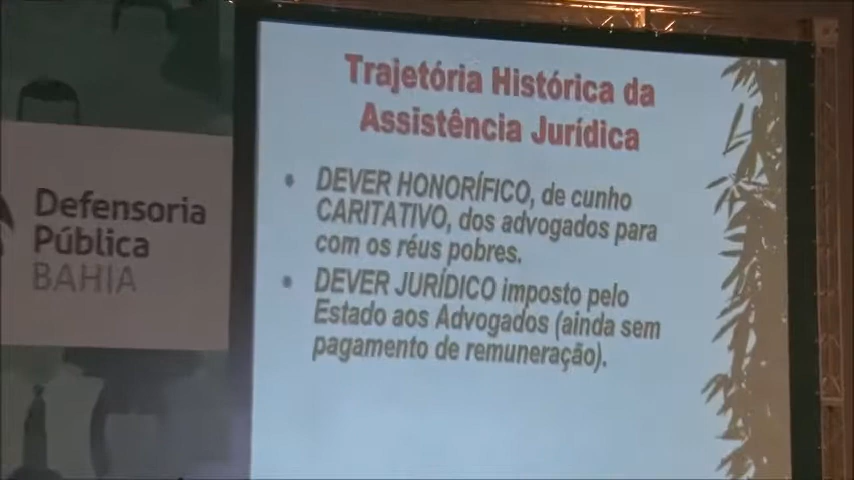 Defensoria
Pública
BAHIA
Trajetória Histórica da
Assistência Jurídica
• DEVER HONORÍFICO, de cunho
CARITATIVO, dos Advogados para
com os réus pobres.
• DEVER JURÍDICO imposto pelo
Estado aos Advogados (ainda sem
pagamento de remuneração).